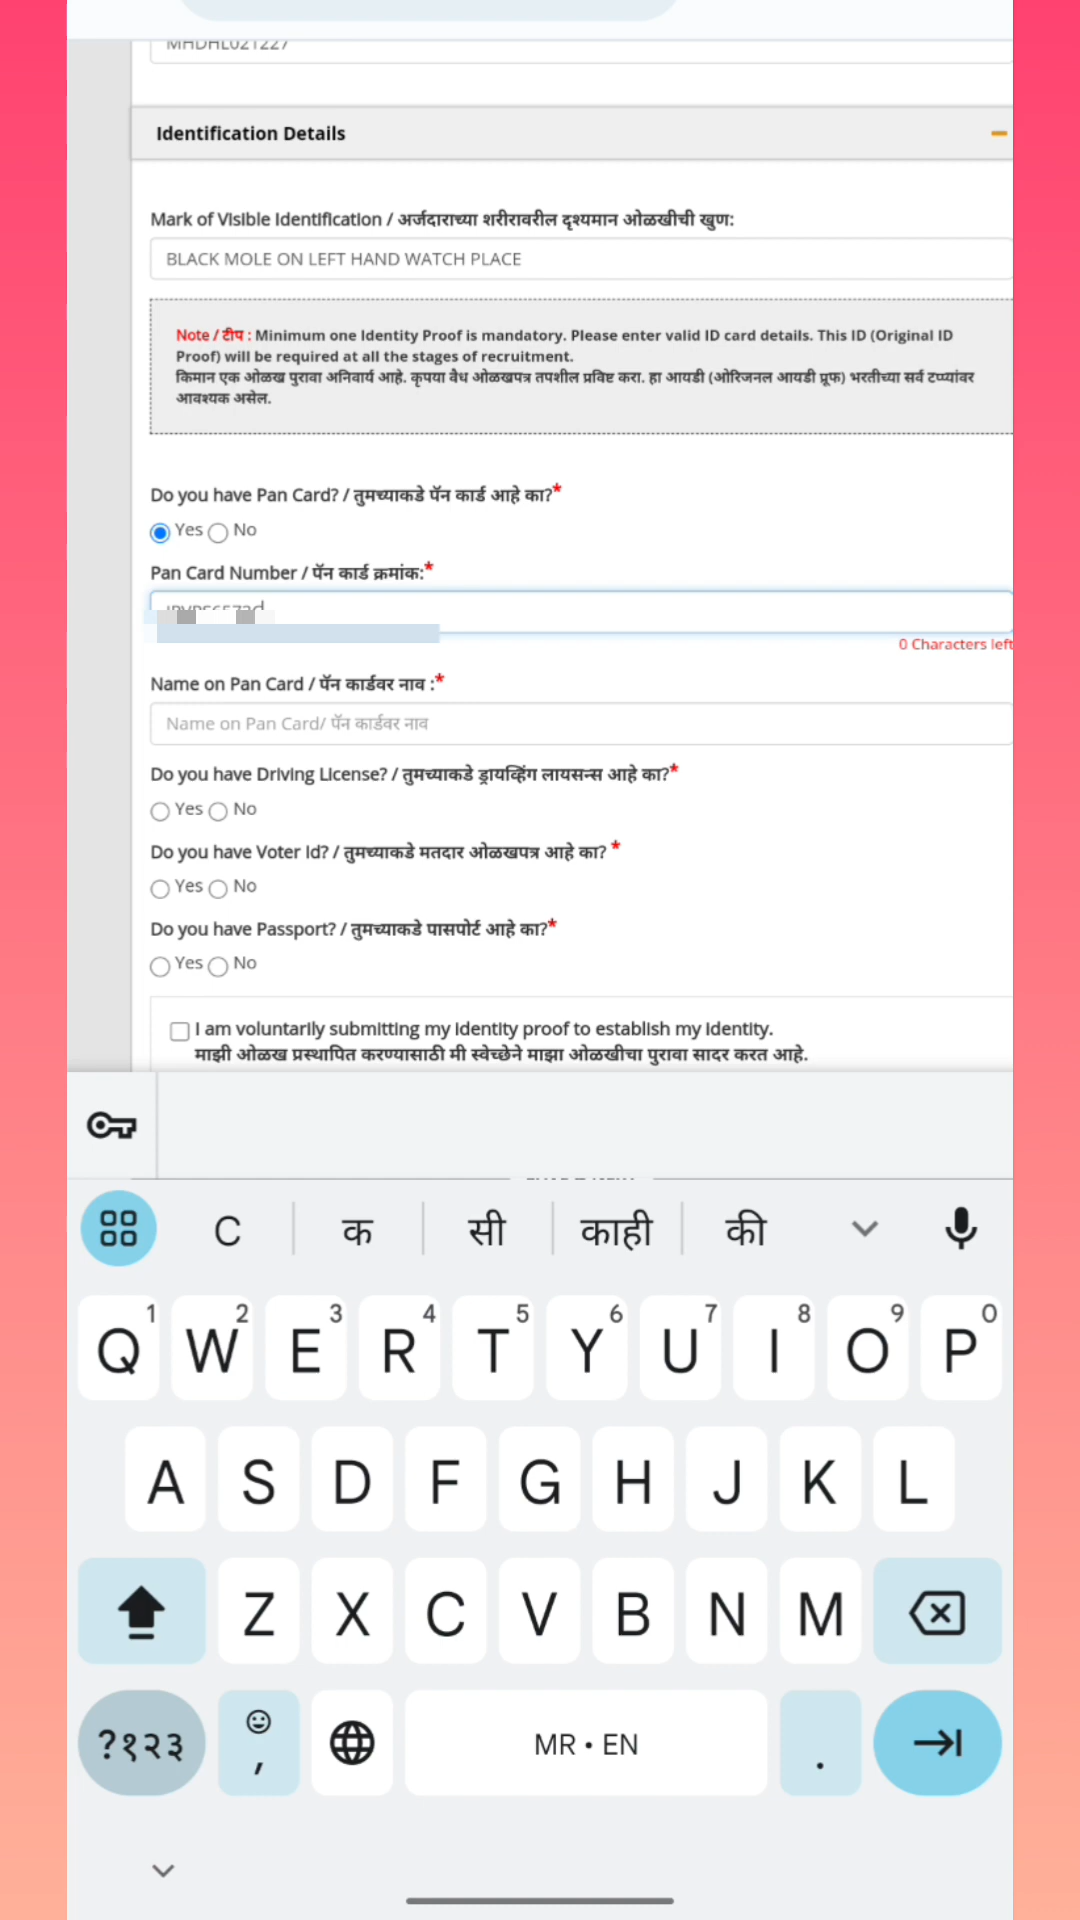 Identification Details
Mark of Visible Identification / अर्जदाराच्या शरीरावरील दृश्यमान ओळखीची खुण:
BLACK MOLE ON LEFT HAND WATCH PLACE
Note / टीप : Minimum one Identity Proof is mandatory. Please enter valid ID card details. This ID (Original ID
Proof) will be required at all the stages of recruitment.
किमान एक ओळख पुरावा अनिवार्य आहे. कृपया वैध ओळखपत्र तपशील प्रविष्ट करा. हा आयडी (ओरिजनल आयडी प्रूफ) भरतीच्या सर्व टप्प्यांवर
आवश्यक असेल.
Do you have Pan Card? / तुमच्याकडे पॅन कार्ड आहे का?*
Yes No
Pan Card Number / पॅन कार्ड क्रमांक:*
0 Characters left
Name on Pan Card / पॅन कार्डवर नाव :*
Name on Pan Card/ पॅन कार्डवर नाव
Do you have Driving License? / तुमच्याकडे ड्रायव्हिंग लायसन्स आहे का?*
Yes No
Do you have Voter Id? / तुमच्याकडे मतदार ओळखपत्र आहे का? *
Yes No
Do you have Passport? / तुमच्याकडे पासपोर्ट आहे का?*
Yes No
I am voluntarily submitting my identity proof to establish my identity.
माझी ओळख प्रस्थापित करण्यासाठी मी स्वेच्छेने माझा ओळखीचा पुरावा सादर करत आहे.
C क सी काही की
1 2 3 4 5 6 7 8 9 0
Q W E R T Y U I O P
A S D F G H J K L
Z X C V B N M
?१२३ , MR • EN .